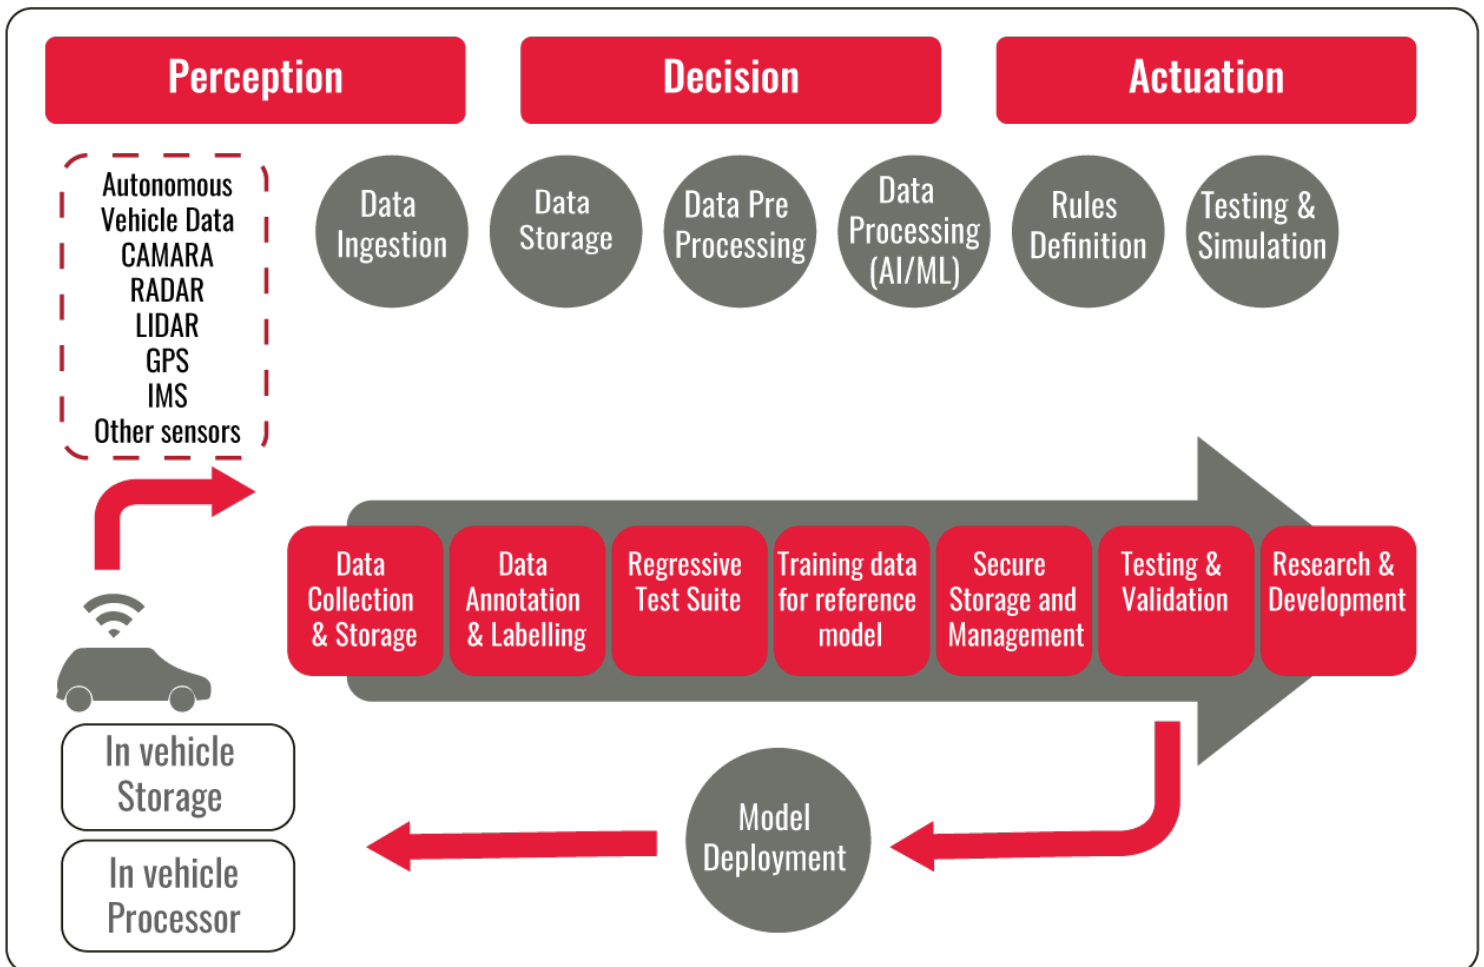 Perception
Decision
Actuation
Autonomous
Vehicle Data
CAMARA
RADAR
LIDAR
GPS
IMS
Other sensors
Data
Ingestion
Data
Storage
Data Pre
Processing
Data
Processing
(AI/ML)
Rules
Definition
Testing &
Simulation
Data
Collection
& Storage
Data
Annotation
& Labelling
Regressive
Test Suite
Training data
for reference
model
Secure
Storage and
Management
Testing &
Validation
Research &
Development
In vehicle
Storage
In vehicle
Processor
Model
Deployment